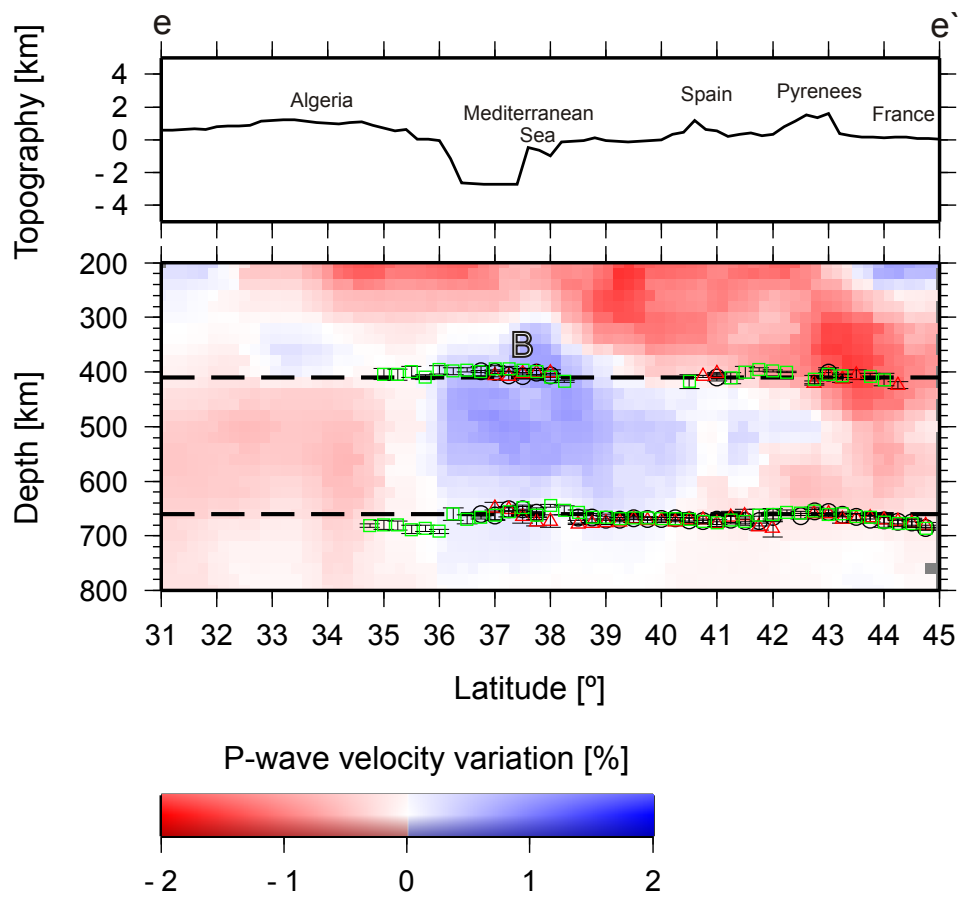 e e`
Topography [km]
4
2
0
- 2
- 4
Algeria
Mediterranean
Sea
Spain
Pyrenees
France
Depth [km]
200
300
400
500
600
700
800
B
31 32 33 34 35 36 37 38 39 40 41 42 43 44 45
Latitude [º]
P-wave velocity variation [%]
- 2 - 1 0 1 2